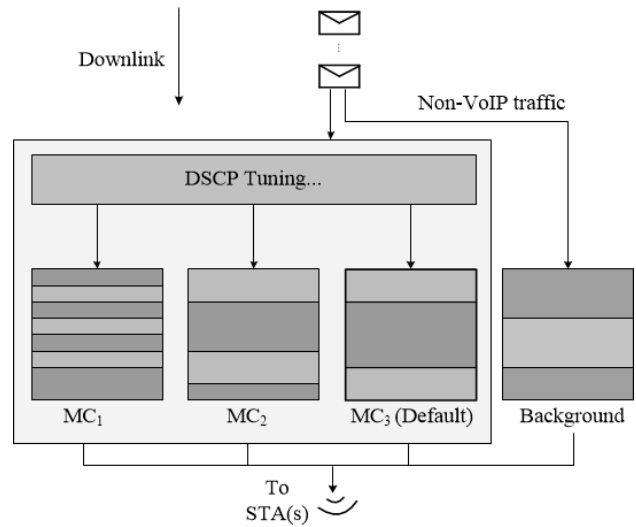 Downlink
Non-VoIP traffic
DSCP Tuning...
MC₁
MC₂
MC₃ (Default)
Background
To
STA(s)